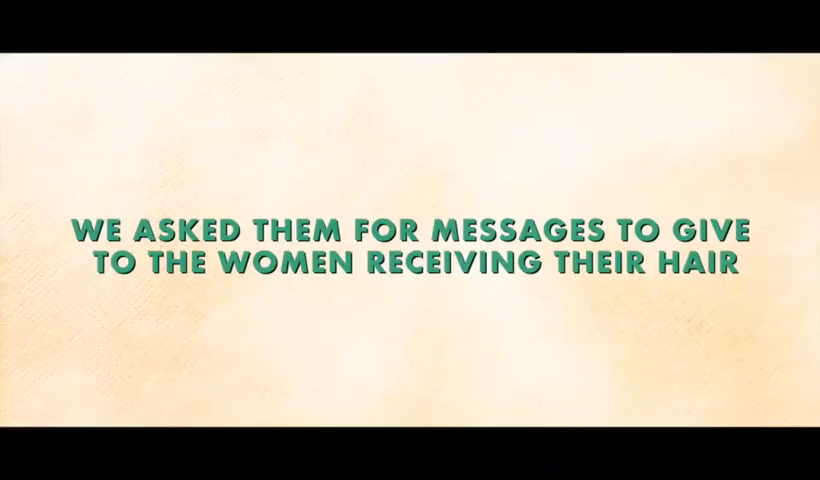 WE ASKED THEM FOR MESSAGES TO GIVE
TO THE WOMEN RECEIVING THEIR HAIR